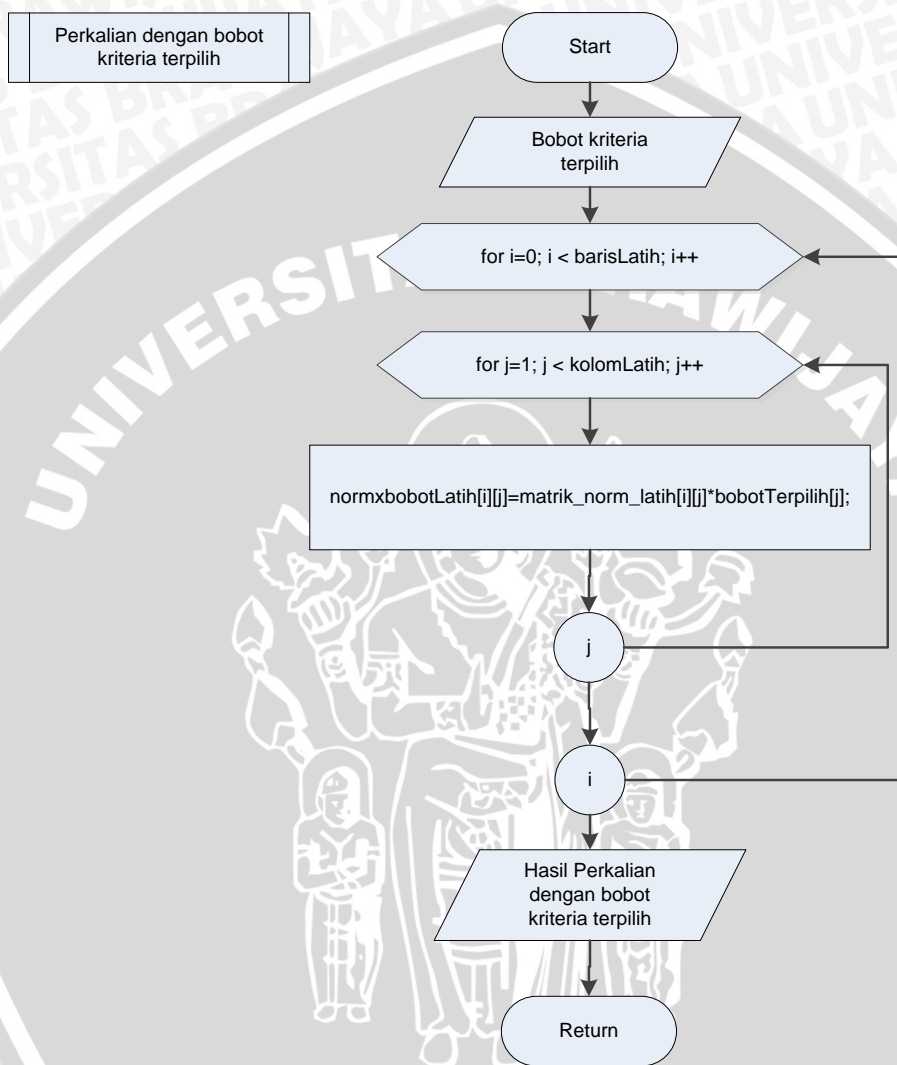 Perkalian dengan bobot
kriteria terpilih
Start
Bobot kriteria
terpilih
for i=0; i < barisLatih; i++
for j=1; j < kolomLatih; j++
normxbobotLatih[i][j]=matrik_norm_latih[i][j]*bobotTerpilih[j];
j
i
Hasil Perkalian
dengan bobot
kriteria terpilih
Return